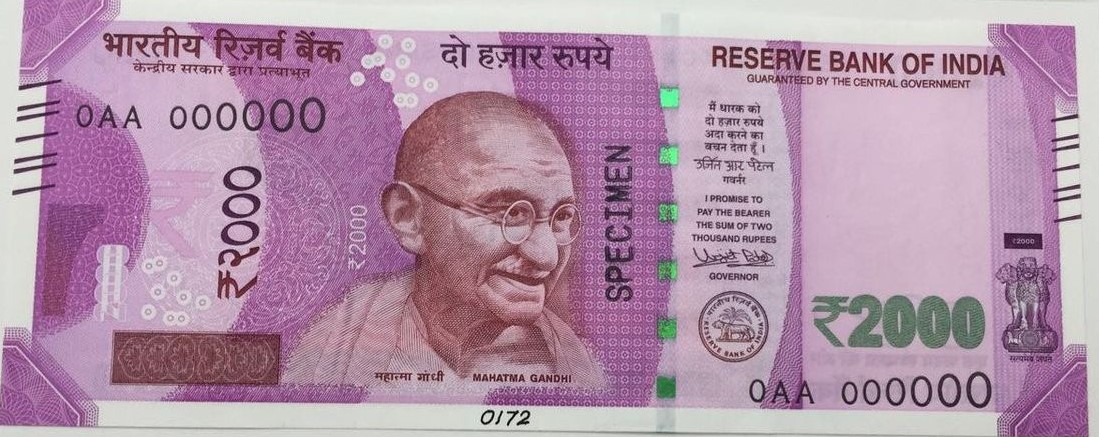 भारतीय रिज़र्व बैंक
केन्द्रीय सरकार द्वारा प्रत्याभूत
0AA 000000
₹२०००
₹2000
दो हज़ार रुपये
महात्मा गांधी MAHATMA GANDHI
SPECIMEN
RESERVE BANK OF INDIA
GUARANTEED BY THE CENTRAL GOVERNMENT
मैं धारक को
दो हज़ार रुपये
अदा करने का
वचन देता हूँ ।
उर्जित आर पटेल
गवर्नर
I PROMISE TO
PAY THE BEARER
THE SUM OF TWO
THOUSAND RUPEES
Urjit Patel
GOVERNOR
भारतीय रिज़र्व बैंक
RESERVE BANK OF INDIA
₹2000
₹2000
सत्यमेव जयते
0AA 000000
0172